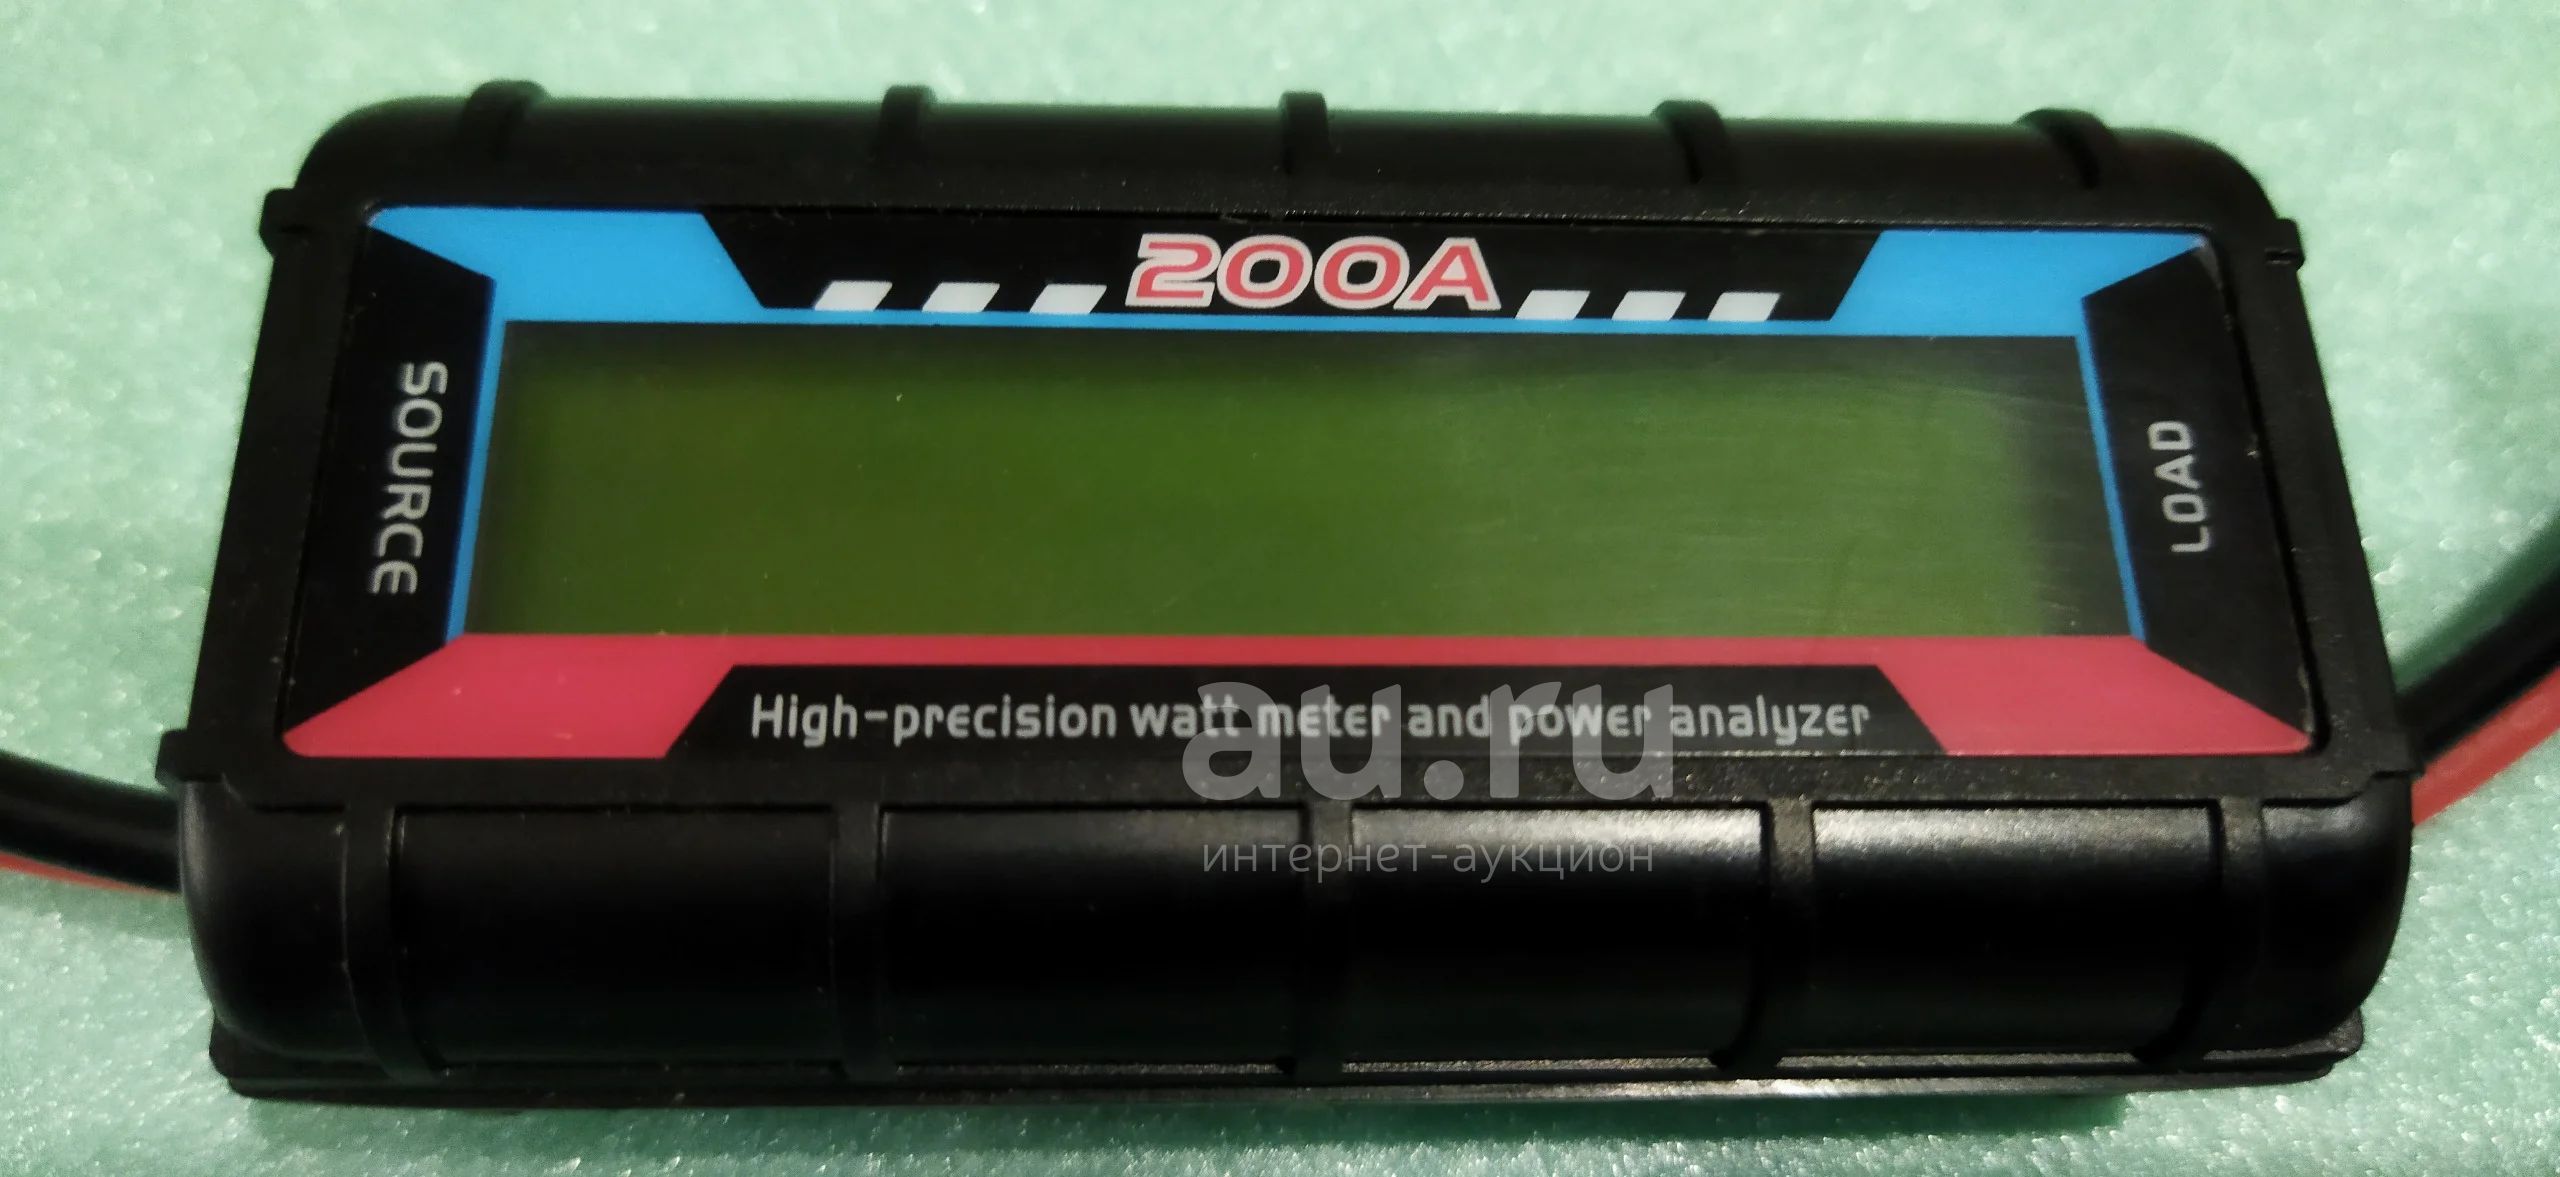 200A
SOURCE
LOAD
High-precision watt meter and power analyzer
au.ru
интернет-аукцион